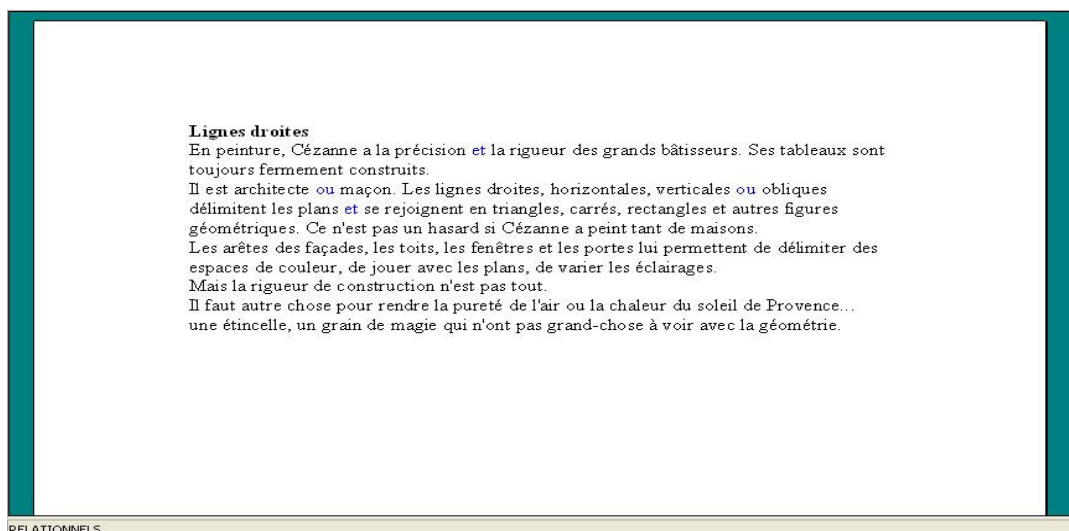 Lignes droites
En peinture, Cézanne a la précision et la rigueur des grands bâtisseurs. Ses tableaux sont
toujours fermement construits.
Il est architecte ou maçon. Les lignes droites, horizontales, verticales ou obliques
délimitent les plans et se rejoignent en triangles, carrés, rectangles et autres figures
géométriques. Ce n'est pas un hasard si Cézanne a peint tant de maisons.
Les arêtes des façades, les toits, les fenêtres et les portes lui permettent de délimiter des
espaces de couleur, de jouer avec les plans, de varier les éclairages.
Mais la rigueur de construction n'est pas tout.
Il faut autre chose pour rendre la pureté de l'air ou la chaleur du soleil de Provence...
une étincelle, un grain de magie qui n'ont pas grand-chose à voir avec la géométrie.
RELATIONNELS